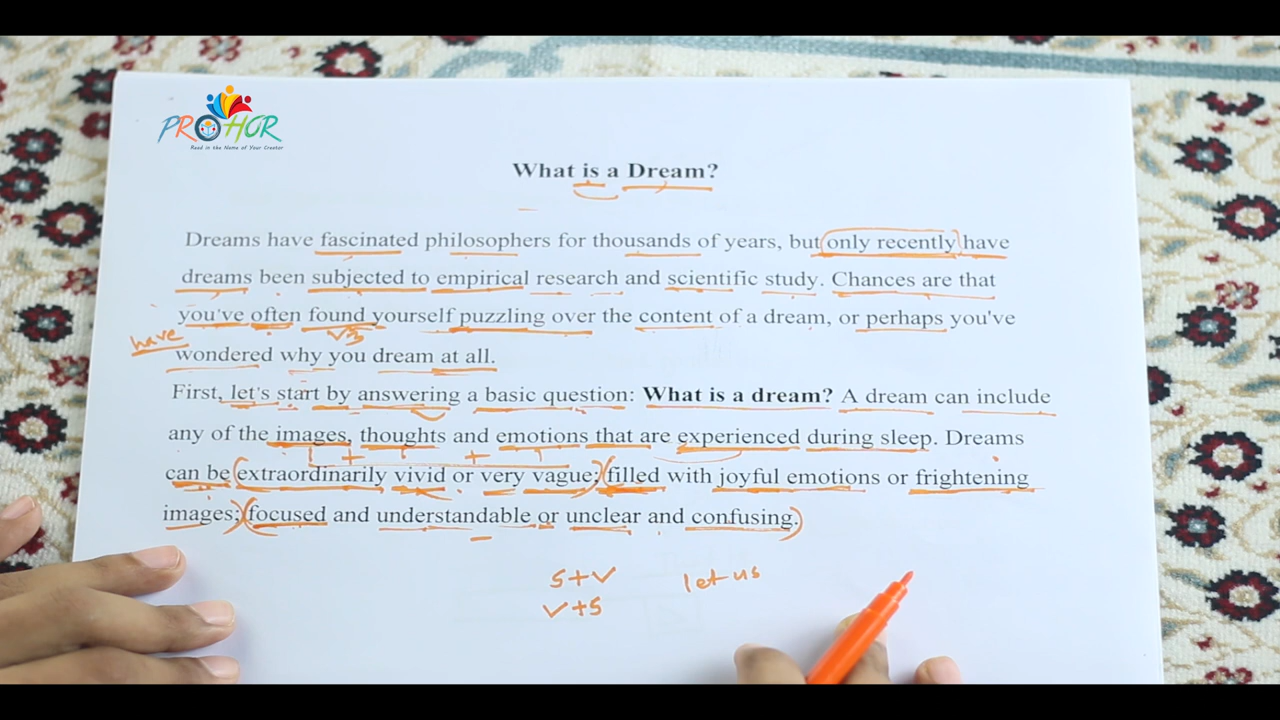 PROHOR
Read in the Name of Your Creator
What is a Dream?
Dreams have fascinated philosophers for thousands of years, but only recently have
dreams been subjected to empirical research and scientific study. Chances are that
you've often found yourself puzzling over the content of a dream, or perhaps you've
V3
have
wondered why you dream at all.
First, let's start by answering a basic question: What is a dream? A dream can include
any of the images, thoughts and emotions that are experienced during sleep. Dreams
+ +
can be extraordinarily vivid or very vague; filled with joyful emotions or frightening
images; focused and understandable or unclear and confusing.
S+V let us
V+S